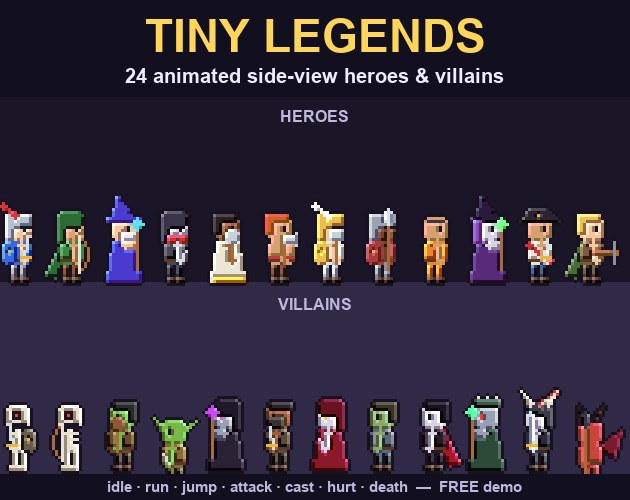 TINY LEGENDS
24 animated side-view heroes & villains
HEROES
VILLAINS
idle · run · jump · attack · cast · hurt · death — FREE demo